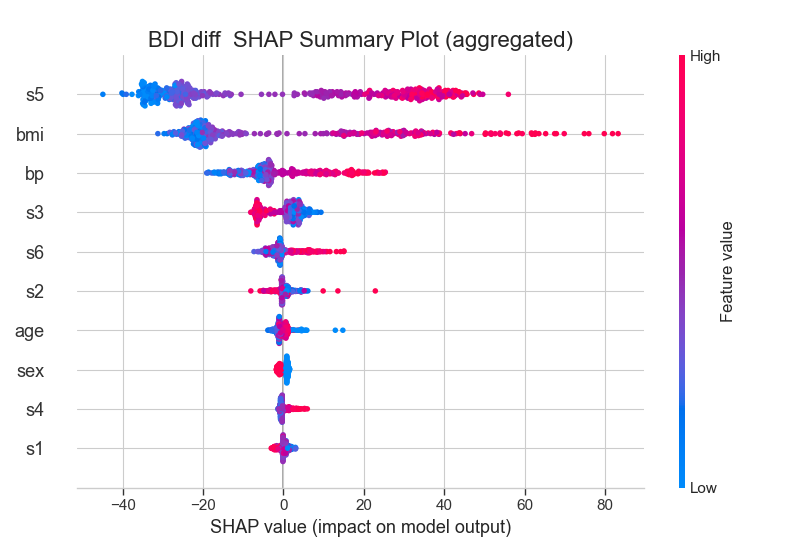 BDI diff  SHAP Summary Plot (aggregated)
High
s5
bmi
bp
s3
s6
s2
age
sex
s4
s1
Feature value
Low
−40 −20 0 20 40 60 80
SHAP value (impact on model output)